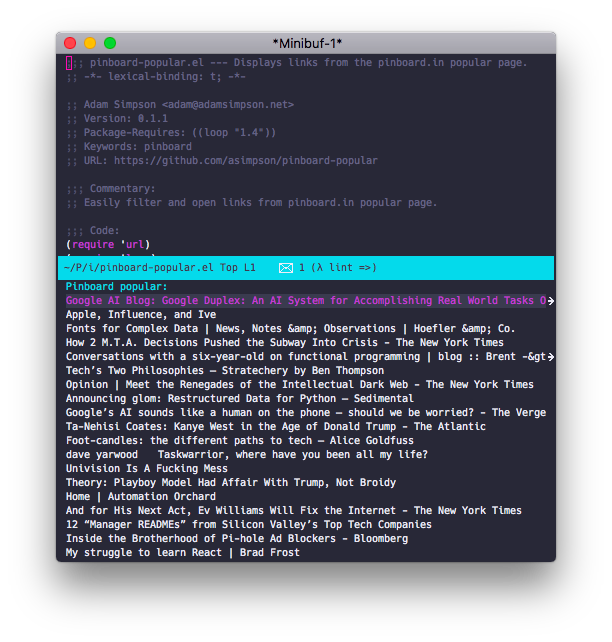 *Minibuf-1*
;;; pinboard-popular.el --- Displays links from the pinboard.in popular page.
;; -*- lexical-binding: t; -*-
;; Adam Simpson <adam@adamsimpson.net>
;; Version: 0.1.1
;; Package-Requires: ((loop "1.4"))
;; Keywords: pinboard
;; URL: https://github.com/asimpson/pinboard-popular
;;; Commentary:
;; Easily filter and open links from pinboard.in popular page.
;;; Code:
(require 'url)
~/P/i/pinboard-popular.el Top L1 1 (λ lint =>)
Pinboard popular:
Google AI Blog: Google Duplex: An AI System for Accomplishing Real World Tasks O
Apple, Influence, and Ive
Fonts for Complex Data | News, Notes &amp; Observations | Hoefler &amp; Co.
How 2 M.T.A. Decisions Pushed the Subway Into Crisis - The New York Times
Conversations with a six-year-old on functional programming | blog :: Brent -&gt
Tech’s Two Philosophies – Stratechery by Ben Thompson
Opinion | Meet the Renegades of the Intellectual Dark Web - The New York Times
Announcing glom: Restructured Data for Python — Sedimental
Google’s AI sounds like a human on the phone — should we be worried? - The Verge
Ta-Nehisi Coates: Kanye West in the Age of Donald Trump - The Atlantic
Foot-candles: the different paths to tech — Alice Goldfuss
dave yarwood   Taskwarrior, where have you been all my life?
Univision Is A Fucking Mess
Theory: Playboy Model Had Affair With Trump, Not Broidy
Home | Automation Orchard
And for His Next Act, Ev Williams Will Fix the Internet - The New York Times
12 “Manager READMEs” from Silicon Valley’s Top Tech Companies
Inside the Brotherhood of Pi-hole Ad Blockers - Bloomberg
My struggle to learn React | Brad Frost